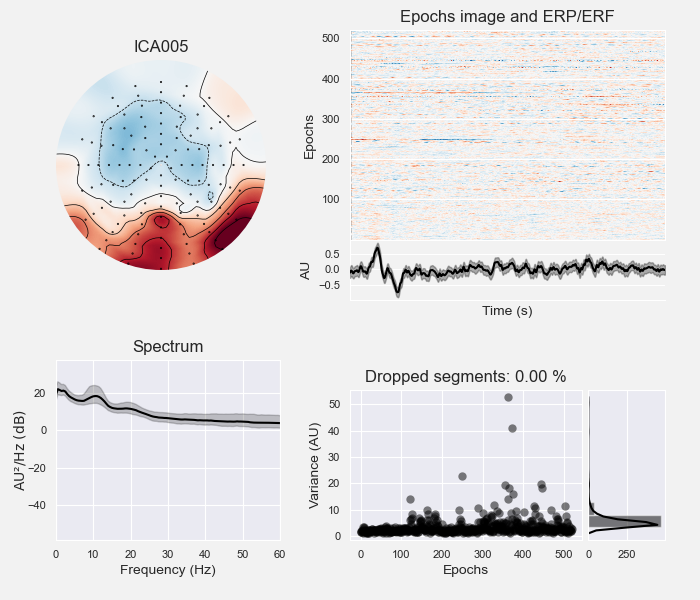 ICA005
Epochs image and ERP/ERF
Epochs
500
400
300
200
100
AU
0.5
0.0
−0.5
Time (s)
Spectrum
AU²/Hz (dB)
20
0
−20
−40
0 10 20 30 40 50 60
Frequency (Hz)
Dropped segments: 0.00 %
Variance (AU)
50
40
30
20
10
0
0 100 200 300 400 500
Epochs
0 250